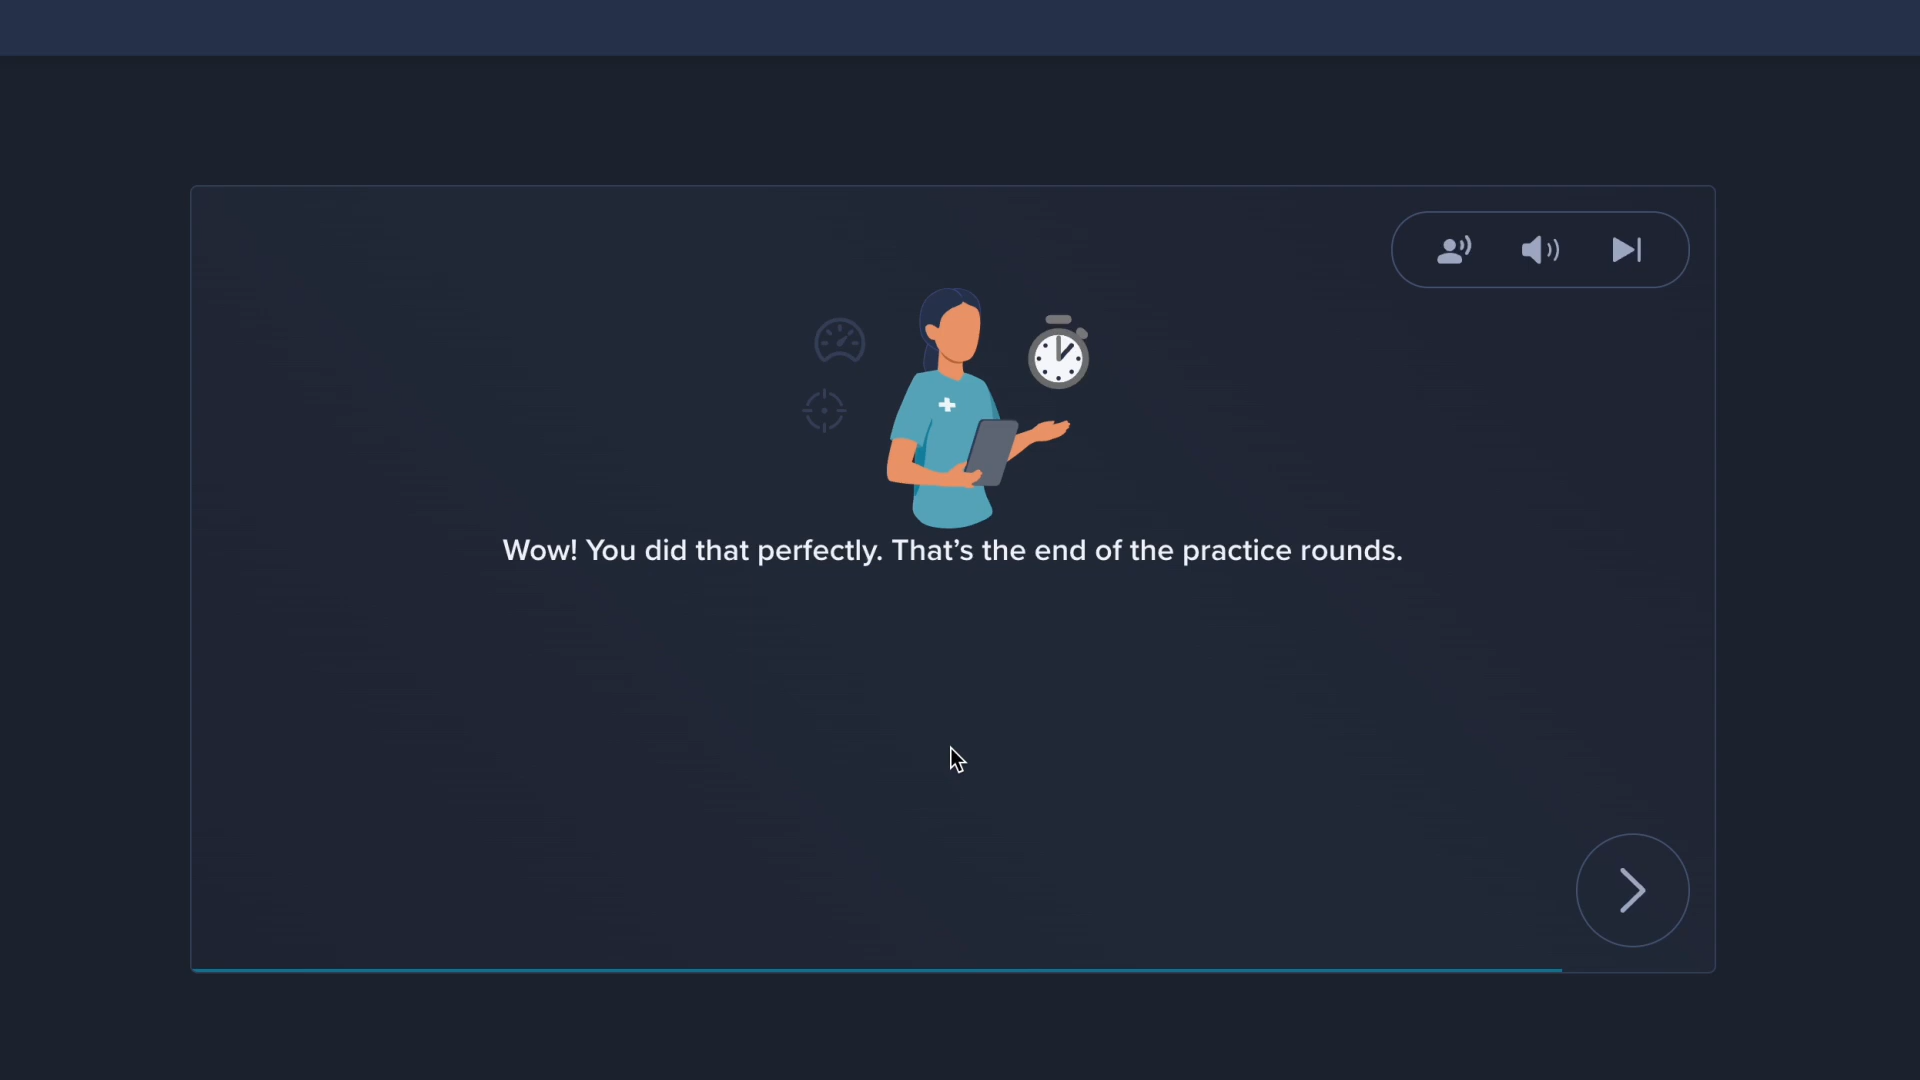 Wow! You did that perfectly. That’s the end of the practice rounds.